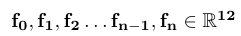 f₀, f₁, f₂ … fₙ₋₁, fₙ ∈ ℝ¹²